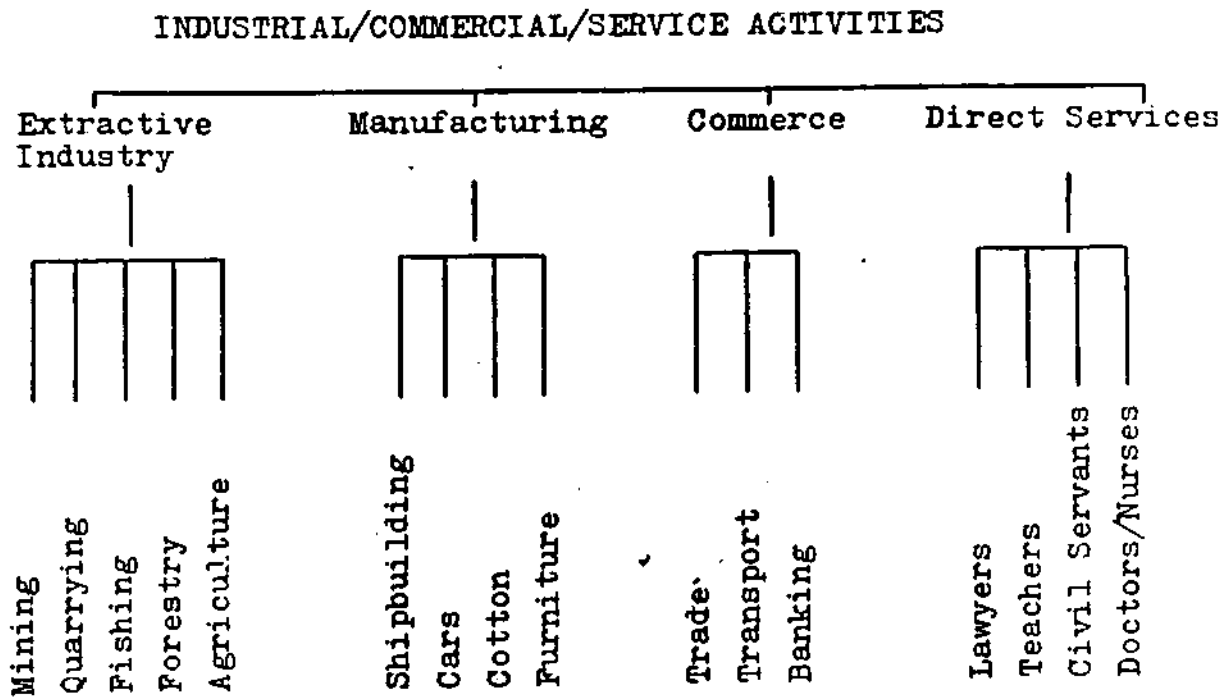 INDUSTRIAL/COMMERCIAL/SERVICE ACTIVITIES
Extractive
Industry
Manufacturing
Commerce
Direct Services
Mining
Quarrying
Fishing
Forestry
Agriculture
Shipbuilding
Cars
Cotton
Furniture
Trade
Transport
Banking
Lawyers
Teachers
Civil Servants
Doctors/Nurses